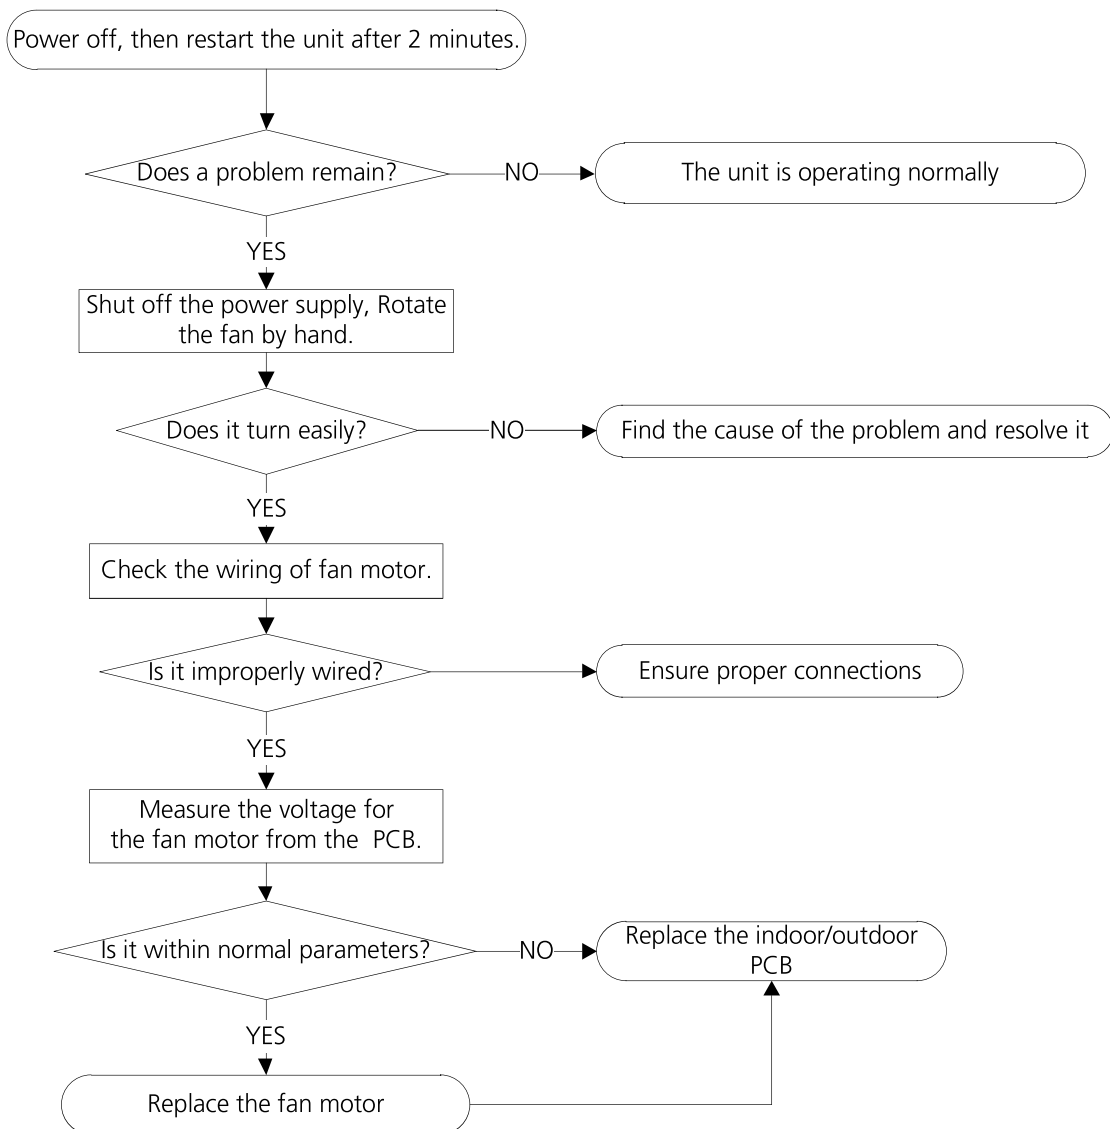 Power off, then restart the unit after 2 minutes.
Does a problem remain?
NO
The unit is operating normally
YES
Shut off the power supply, Rotate
the fan by hand.
Does it turn easily?
NO
Find the cause of the problem and resolve it
YES
Check the wiring of fan motor.
Is it improperly wired?
Ensure proper connections
YES
Measure the voltage for
the fan motor from the PCB.
Is it within normal parameters?
NO
Replace the indoor/outdoor
PCB
YES
Replace the fan motor